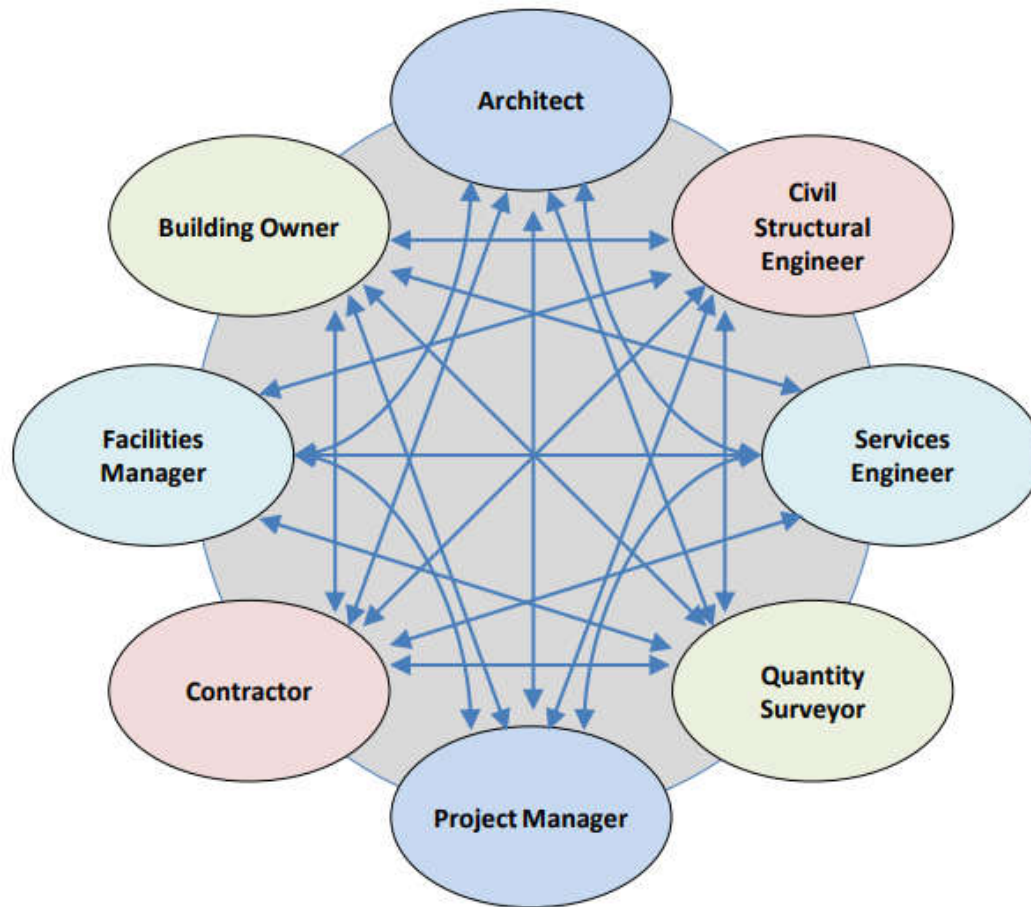 Architect
Building Owner
Civil
Structural
Engineer
Facilities
Manager
Services
Engineer
Contractor
Quantity
Surveyor
Project Manager